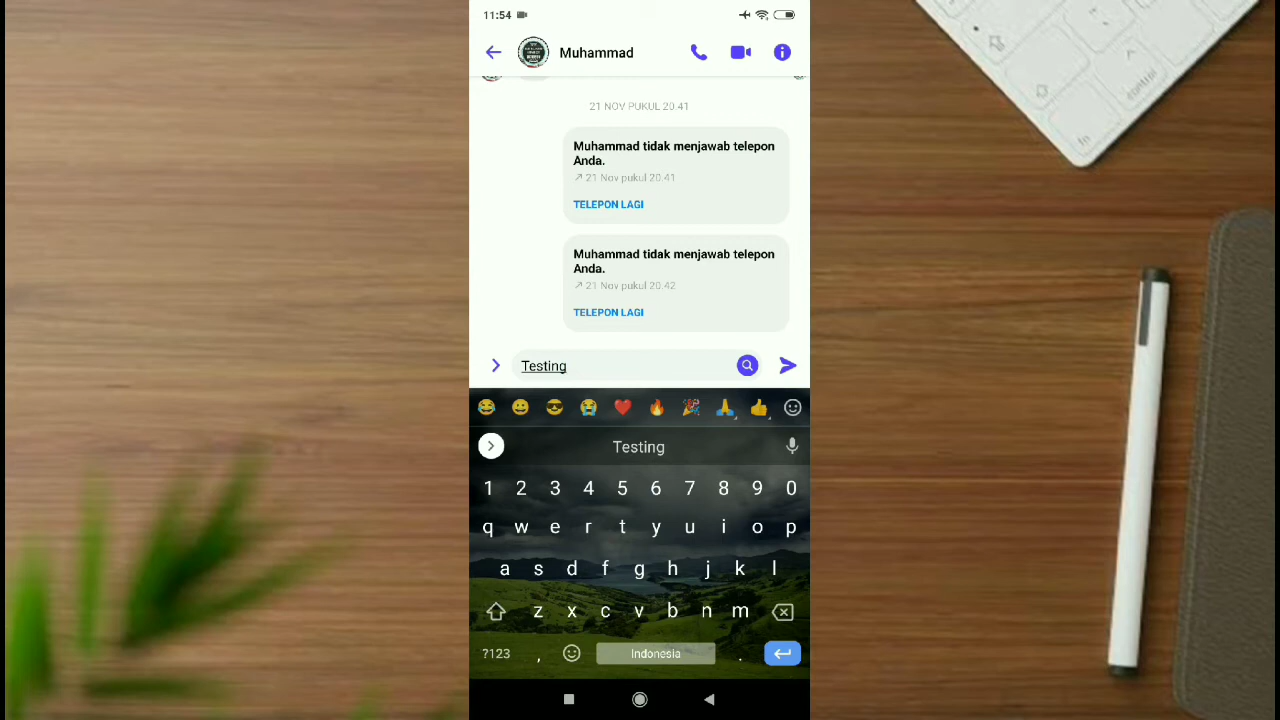 11:54
Muhammad
21 NOV PUKUL 20.41
Muhammad tidak menjawab telepon
Anda.
↗ 21 Nov pukul 20.41
TELEPON LAGI
Muhammad tidak menjawab telepon
Anda.
↗ 21 Nov pukul 20.42
TELEPON LAGI
Testing
Testing
1 2 3 4 5 6 7 8 9 0
q w e r t y u i o p
a s d f g h j k l
z x c v b n m
?123 , Indonesia .
control
fn